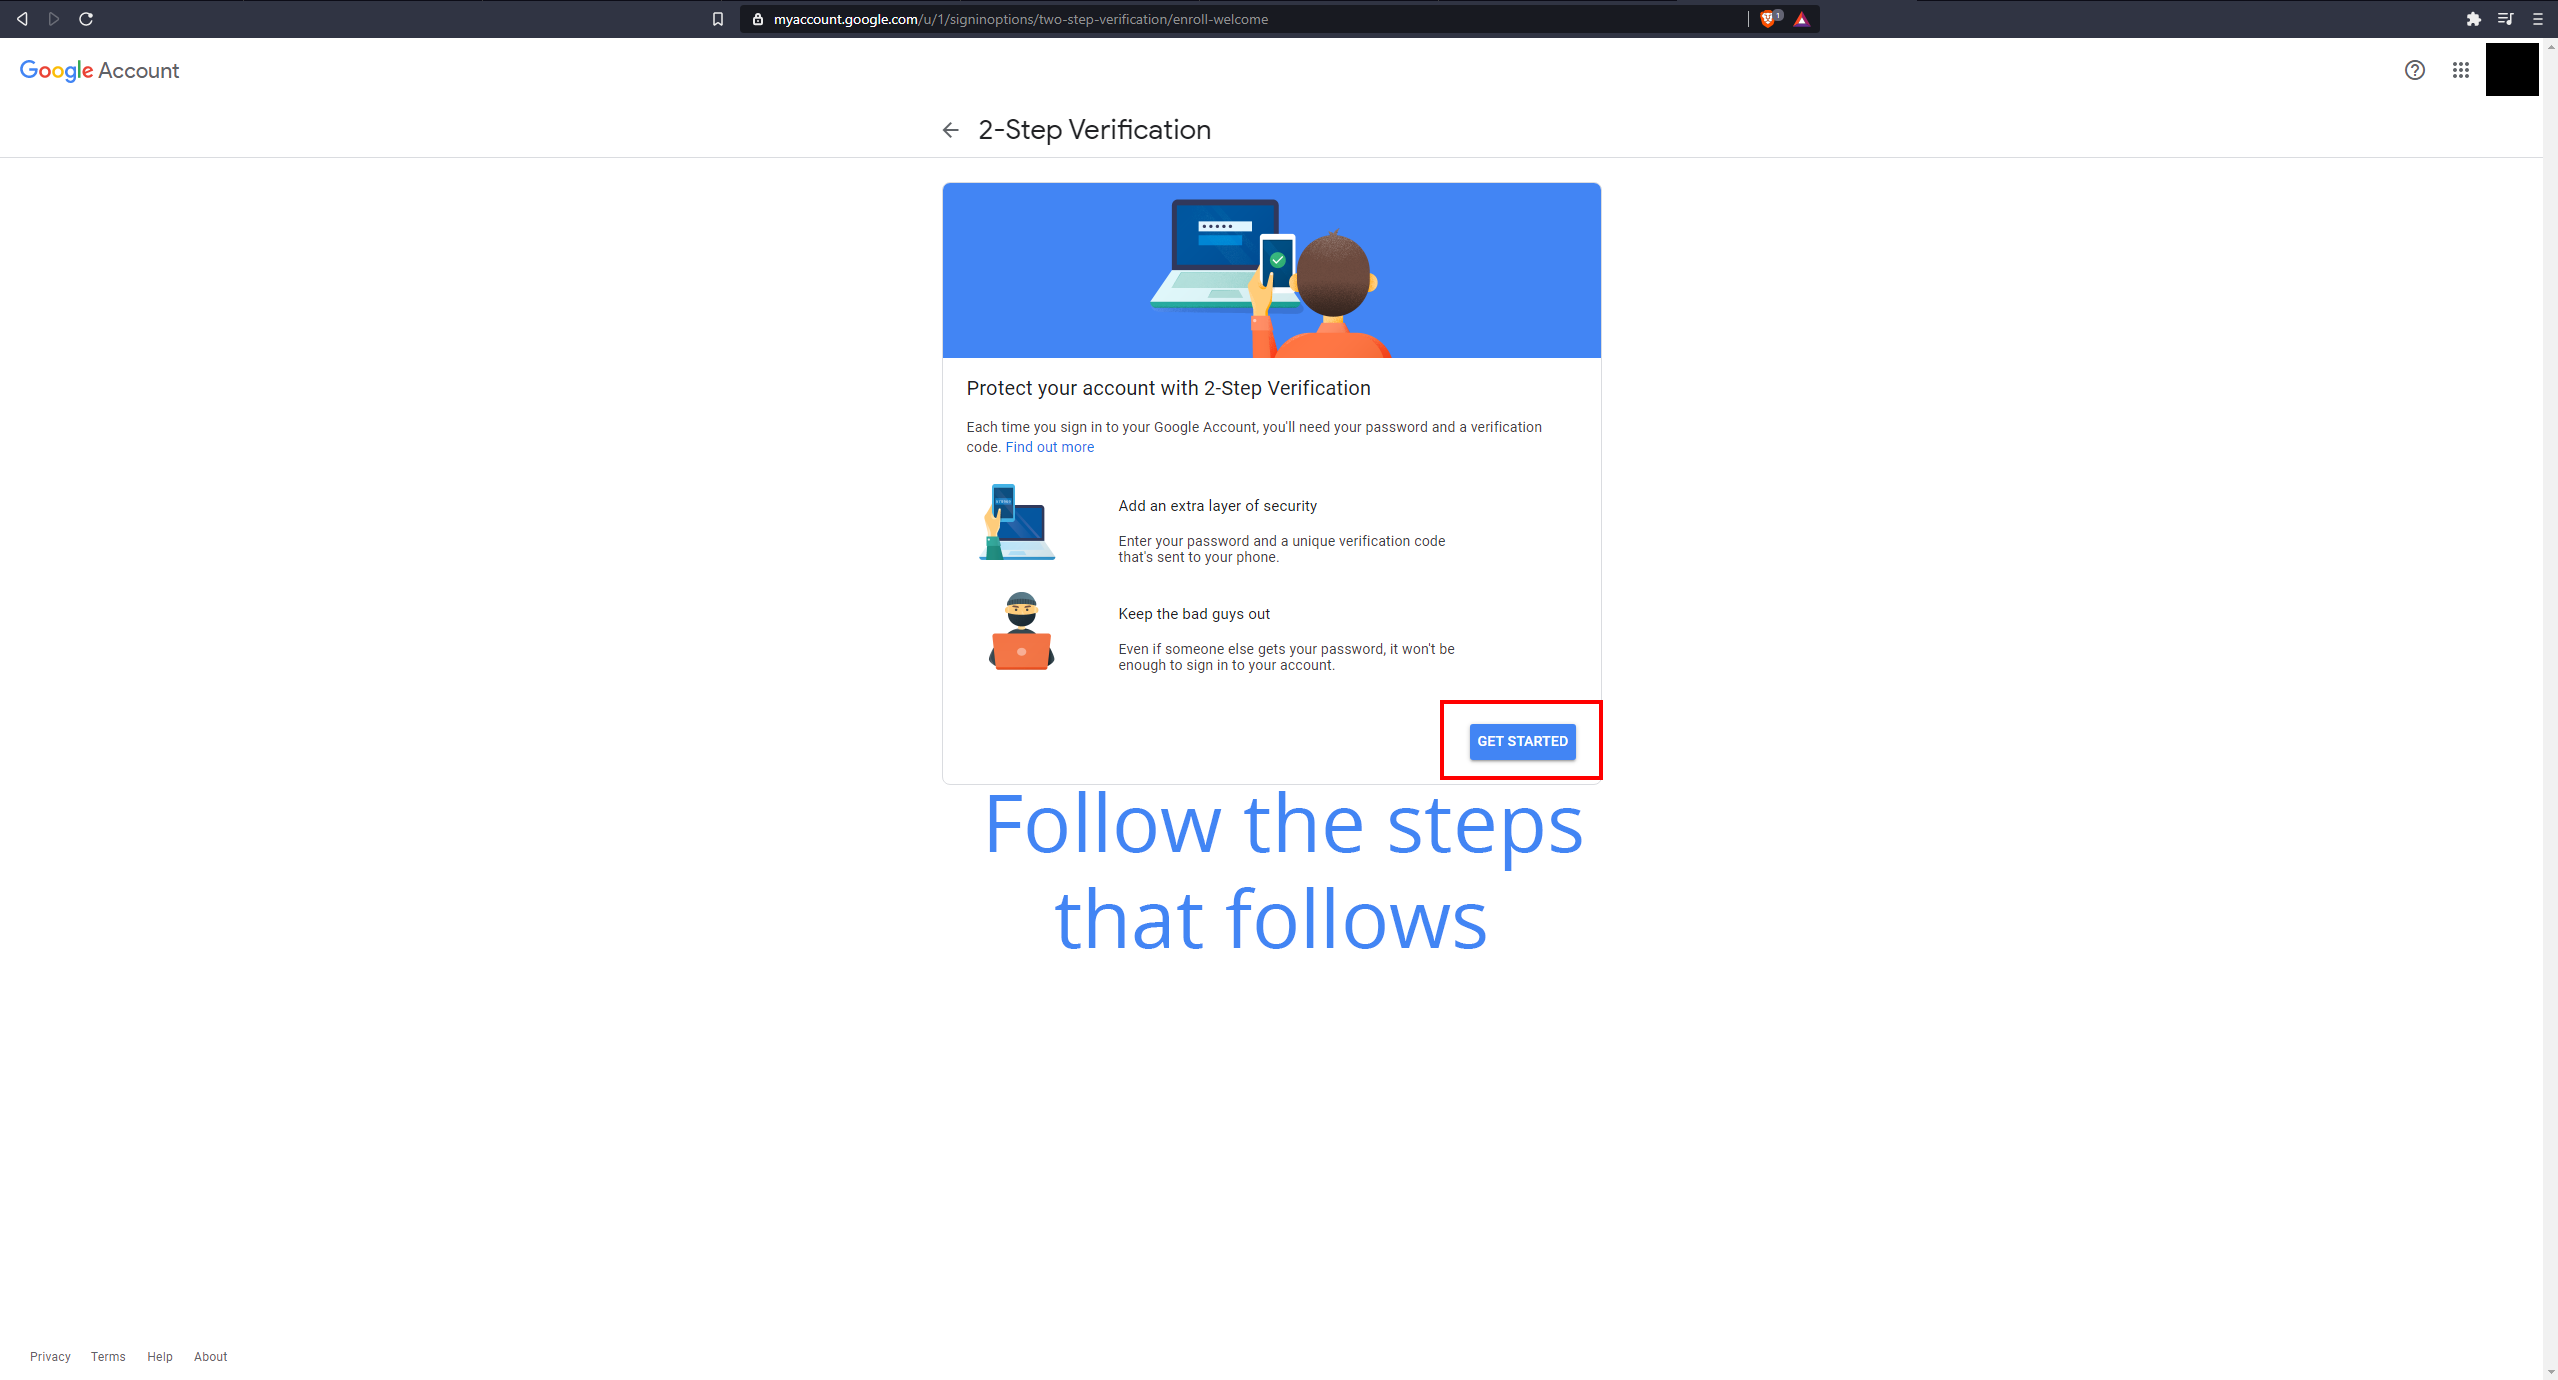 myaccount.google.com/u/1/signinoptions/two-step-verification/enroll-welcome
1
Google Account
2-Step Verification
Protect your account with 2-Step Verification
Each time you sign in to your Google Account, you'll need your password and a verification
code. Find out more
Add an extra layer of security
Enter your password and a unique verification code
that's sent to your phone.
Keep the bad guys out
Even if someone else gets your password, it won't be
enough to sign in to your account.
GET STARTED
Follow the steps
that follows
Privacy Terms Help About